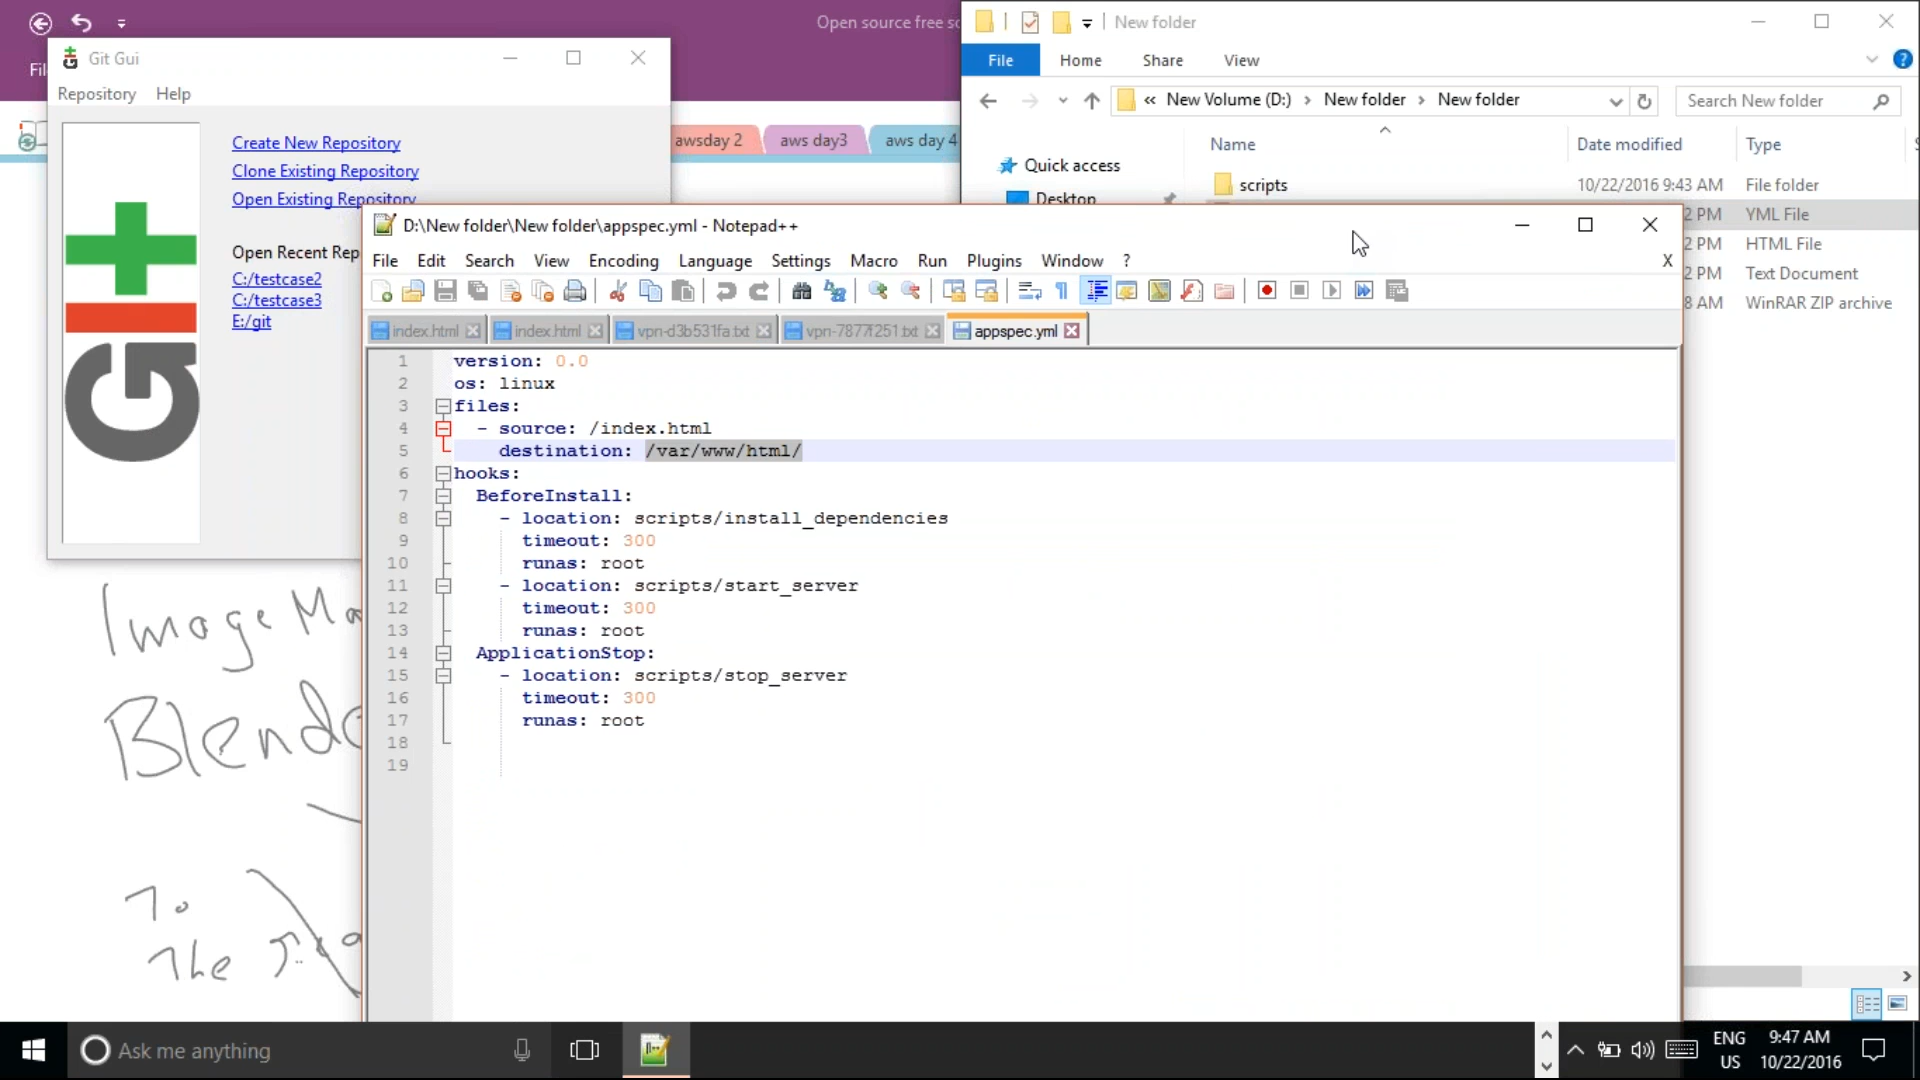 Open source free so
New folder
File
Home
Share
View
New Volume (D:)
New folder
New folder
Search New folder
Name
Date modified
Type
Quick access
Desktop
scripts
10/22/2016 9:43 AM
File folder
2 PM
YML File
2 PM
HTML File
2 PM
Text Document
8 AM
WinRAR ZIP archive
awsday 2
aws day3
aws day 4
Git Gui
Repository
Help
Create New Repository
Clone Existing Repository
Open Existing Repository
Open Recent Rep
C:/testcase2
C:/testcase3
E:/git
D:\New folder\New folder\appspec.yml - Notepad++
File Edit Search View Encoding Language Settings Macro Run Plugins Window ?
X
index.html
index.html
vpn-d3b531fa.txt
vpn-7877f251.txt
appspec.yml
1 version: 0.0
2 os: linux
3 files:
4 - source: /index.html
5 destination: /var/www/html/
6 hooks:
7 BeforeInstall:
8 - location: scripts/install_dependencies
9 timeout: 300
10 runas: root
11 - location: scripts/start_server
12 timeout: 300
13 runas: root
14 ApplicationStop:
15 - location: scripts/stop_server
16 timeout: 300
17 runas: root
18
19
Image Ma
Blende
To
The
Ask me anything
ENG
US
9:47 AM
10/22/2016